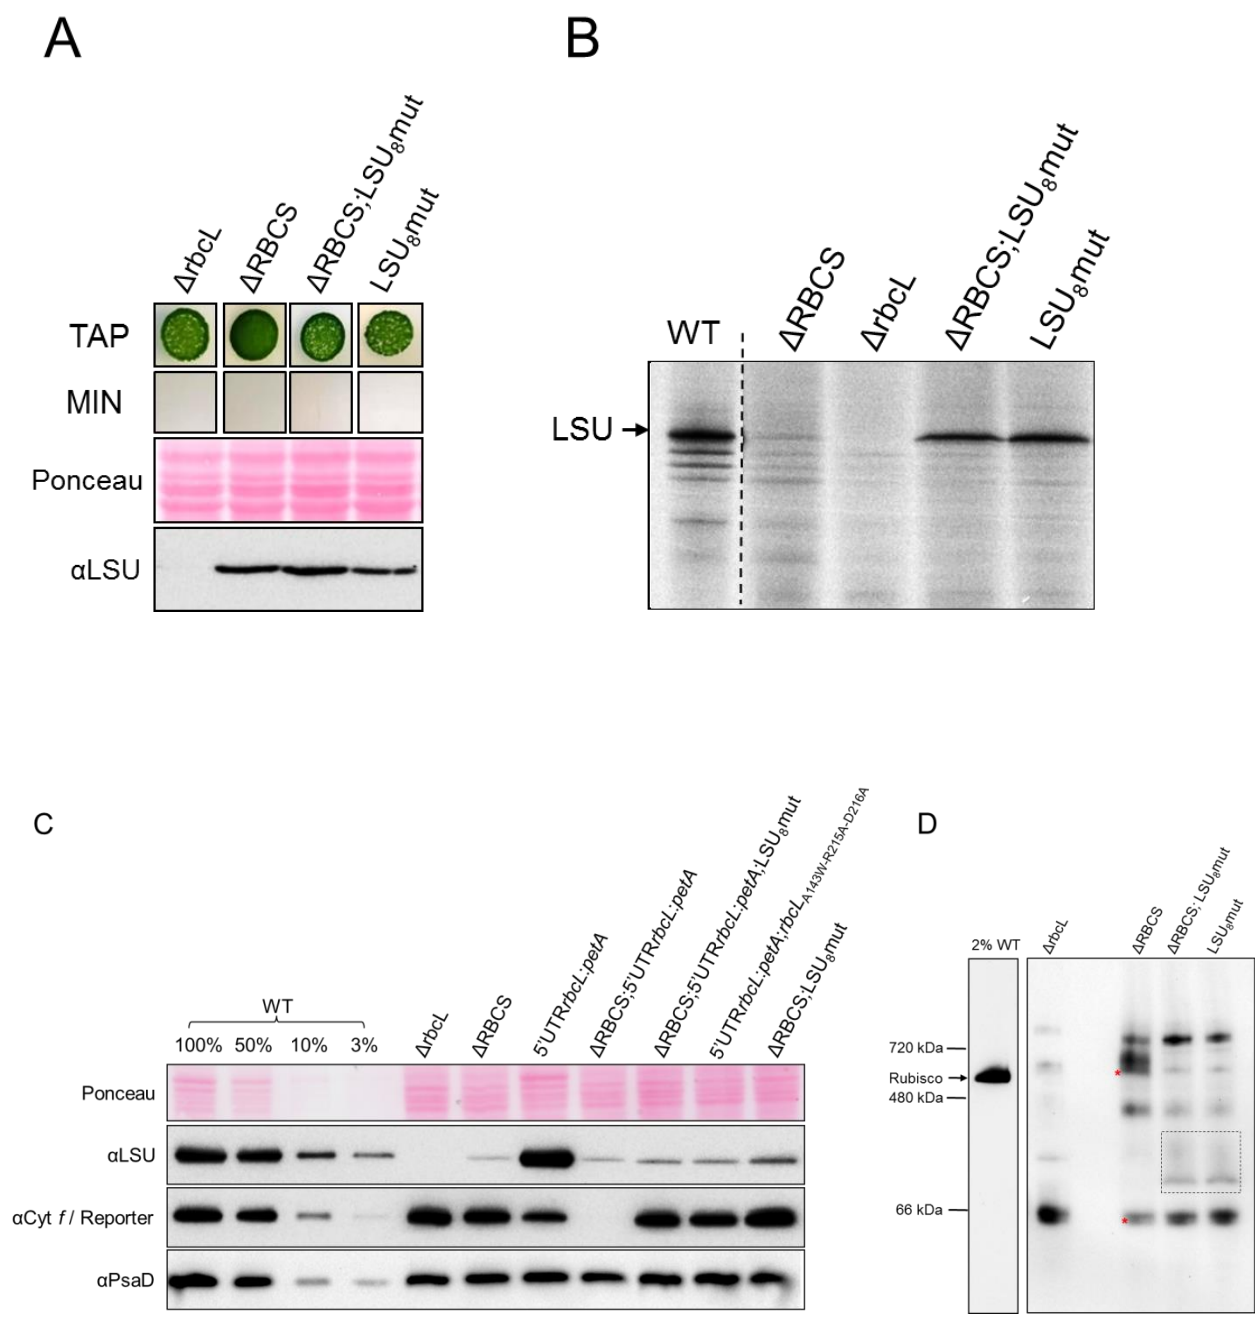 A
ΔrbcL
ΔRBCS
ΔRBCS;LSU₈mut
LSU₈mut
TAP
MIN
Ponceau
αLSU
B
WT
ΔRBCS
ΔrbcL
ΔRBCS;LSU₈mut
LSU₈mut
LSU
C
WT
100% 50% 10% 3%
ΔrbcL
ΔRBCS
5'UTRrbcL:petA
ΔRBCS;5'UTRrbcL:petA
ΔRBCS;5'UTRrbcL:petA;LSU₈mut
5'UTRrbcL:petA;rbcL A143W-R215A-D216A
ΔRBCS;LSU₈mut
Ponceau
αLSU
αCyt f / Reporter
αPsaD
D
2% WT
ΔrbcL
ΔRBCS
ΔRBCS; LSU₈mut
LSU₈mut
720 kDa
Rubisco
480 kDa
66 kDa
*
*